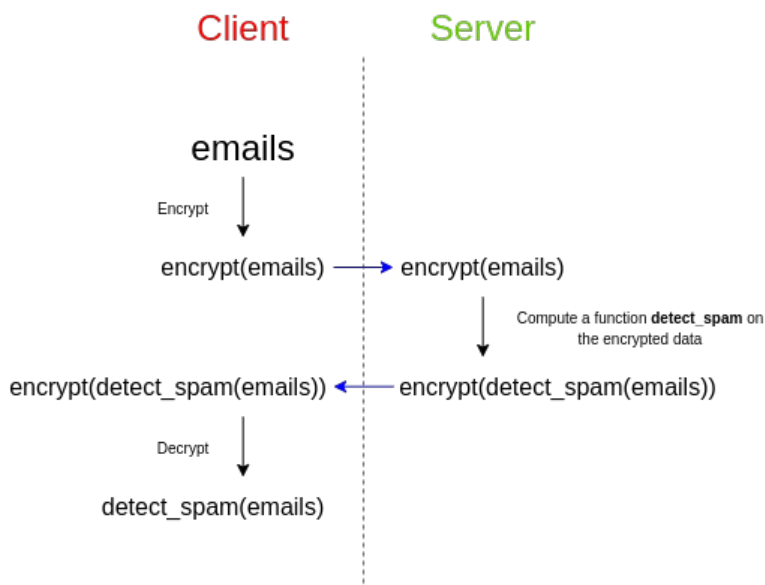 Client
Server
emails
Encrypt
encrypt(emails)
encrypt(emails)
Compute a function detect_spam on
the encrypted data
encrypt(detect_spam(emails))
encrypt(detect_spam(emails))
Decrypt
detect_spam(emails)